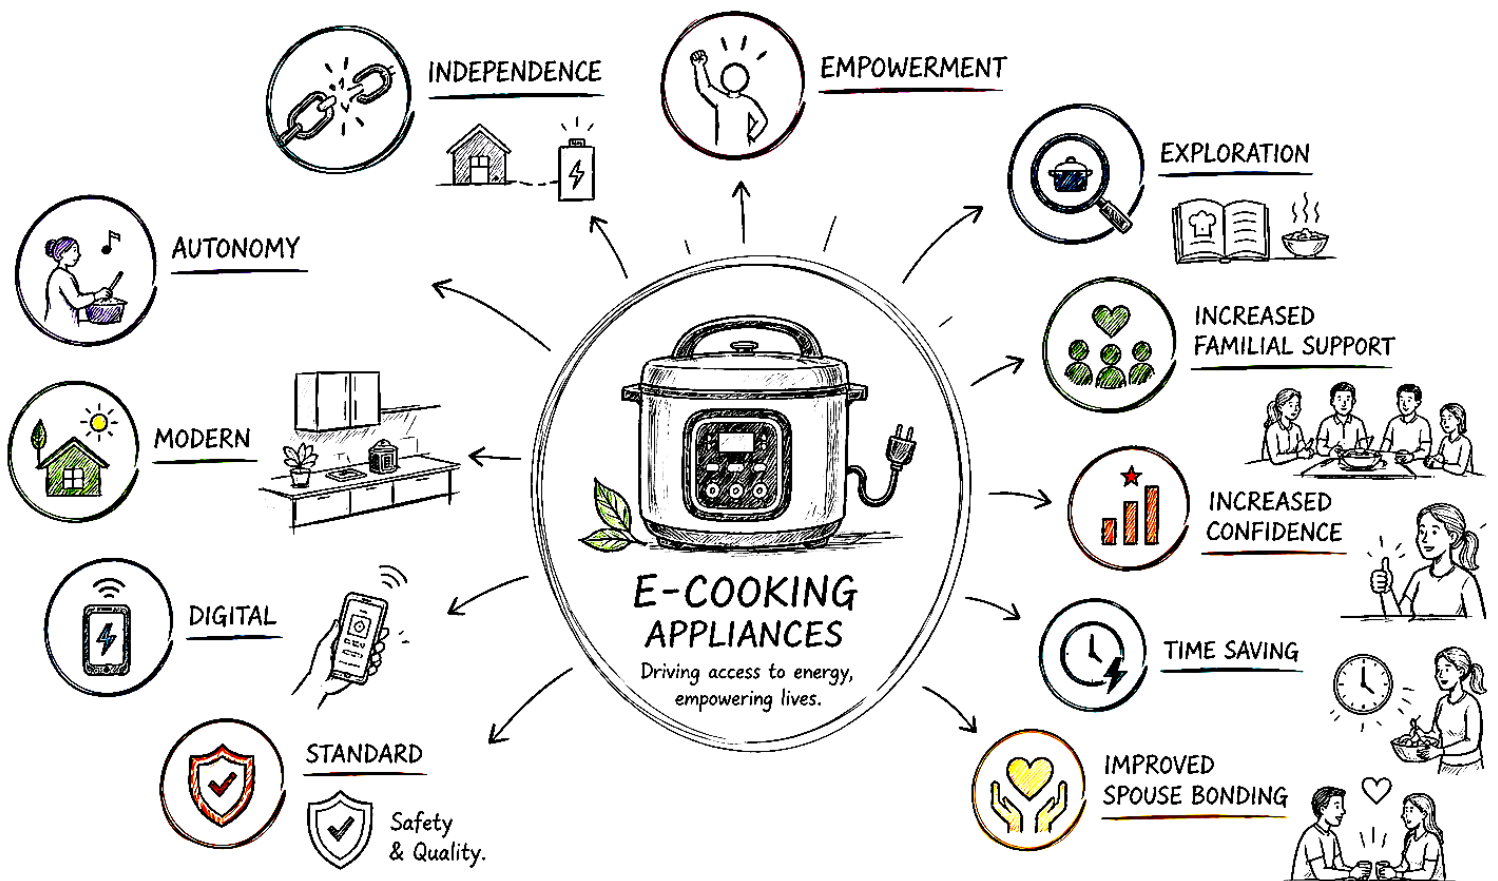 INDEPENDENCE
EMPOWERMENT
EXPLORATION
AUTONOMY
INCREASED
FAMILIAL SUPPORT
MODERN
INCREASED
CONFIDENCE
DIGITAL
E-COOKING
APPLIANCES
Driving access to energy,
empowering lives.
TIME SAVING
STANDARD
Safety
& Quality.
IMPROVED
SPOUSE BONDING